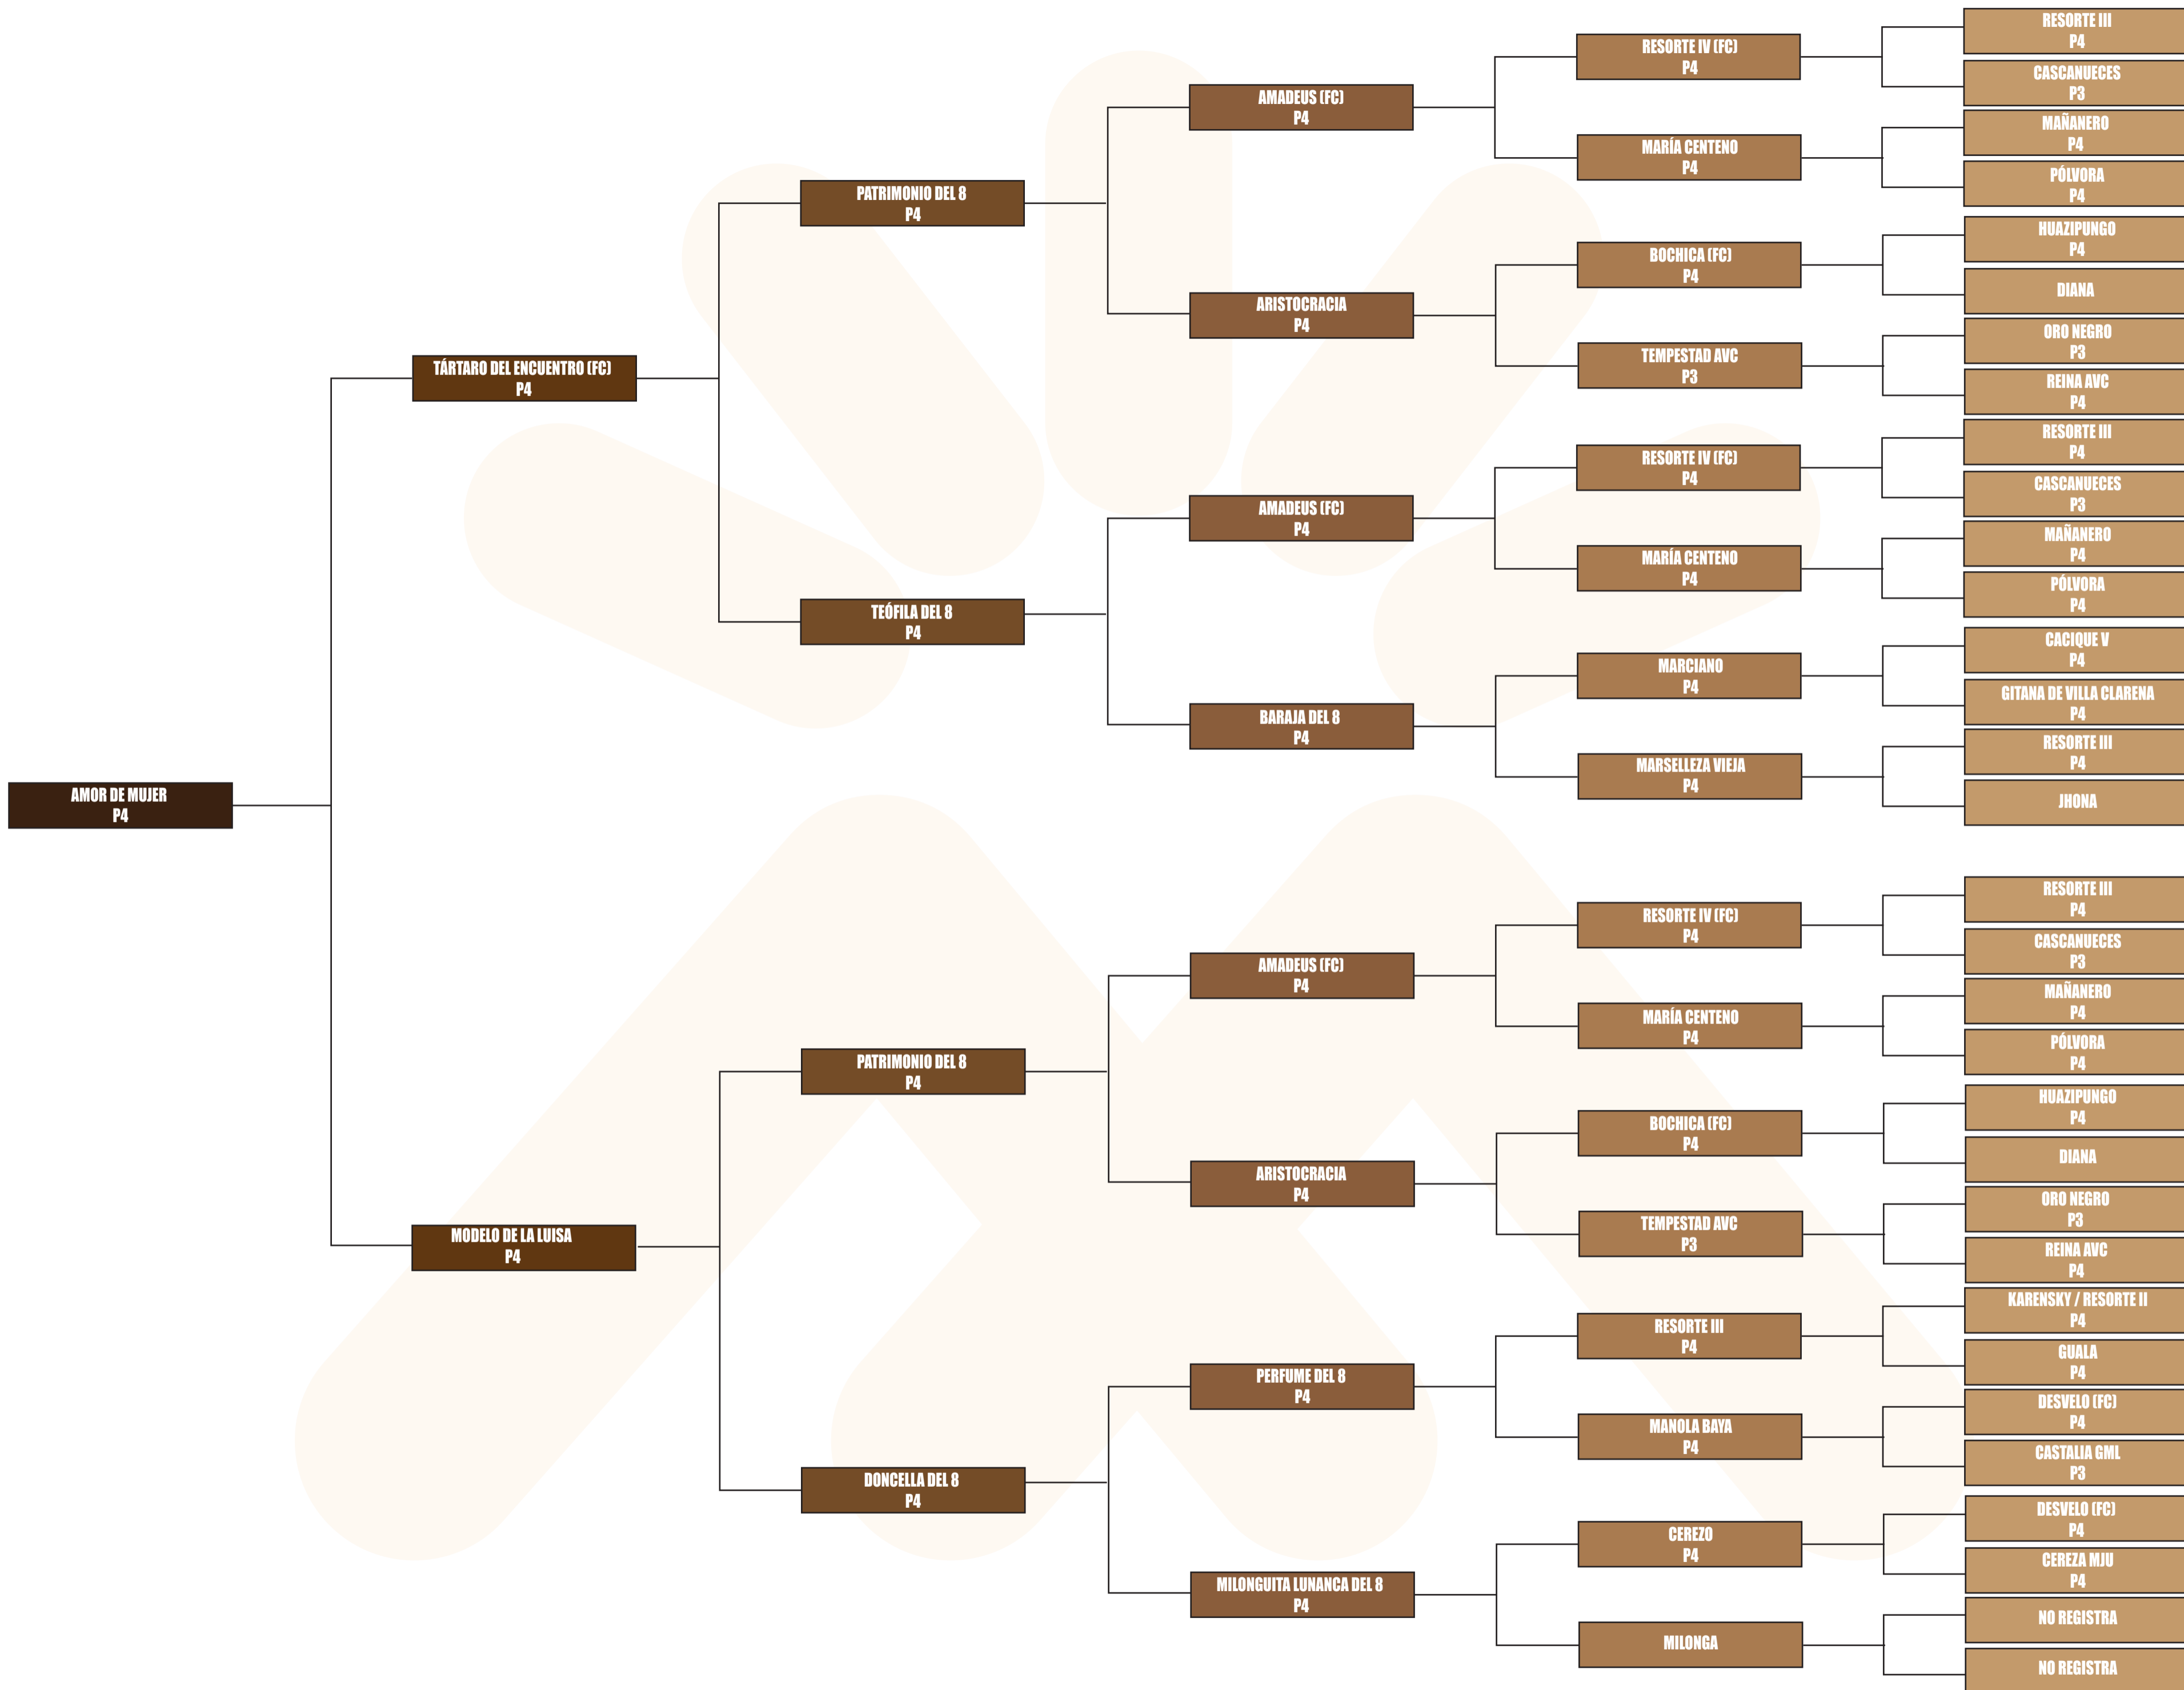 AMOR DE MUJER
P4
TÁRTARO DEL ENCUENTRO (FC)
P4
MODELO DE LA LUISA
P4
PATRIMONIO DEL 8
P4
TEÓFILA DEL 8
P4
PATRIMONIO DEL 8
P4
DONCELLA DEL 8
P4
AMADEUS (FC)
P4
ARISTOCRACIA
P4
AMADEUS (FC)
P4
BARAJA DEL 8
P4
AMADEUS (FC)
P4
ARISTOCRACIA
P4
PERFUME DEL 8
P4
MILONGUITA LUNANCA DEL 8
P4
RESORTE IV (FC)
P4
MARÍA CENTENO
P4
BOCHICA (FC)
P4
TEMPESTAD AVC
P3
RESORTE IV (FC)
P4
MARÍA CENTENO
P4
MARCIANO
P4
MARSELLEZA VIEJA
P4
RESORTE IV (FC)
P4
MARÍA CENTENO
P4
BOCHICA (FC)
P4
TEMPESTAD AVC
P3
RESORTE III
P4
MANOLA BAYA
P4
CEREZO
P4
MILONGA
RESORTE III
P4
CASCANUECES
P3
MAÑANERO
P4
PÓLVORA
P4
HUAZIPUNGO
P4
DIANA
ORO NEGRO
P3
REINA AVC
P4
RESORTE III
P4
CASCANUECES
P3
MAÑANERO
P4
PÓLVORA
P4
CACIQUE V
P4
GITANA DE VILLA CLARENA
P4
RESORTE III
P4
JHONA
RESORTE III
P4
CASCANUECES
P3
MAÑANERO
P4
PÓLVORA
P4
HUAZIPUNGO
P4
DIANA
ORO NEGRO
P3
REINA AVC
P4
KARENSKY / RESORTE II
P4
GUALA
P4
DESVELO (FC)
P4
CASTALIA GML
P3
DESVELO (FC)
P4
CEREZA MJU
P4
NO REGISTRA
NO REGISTRA